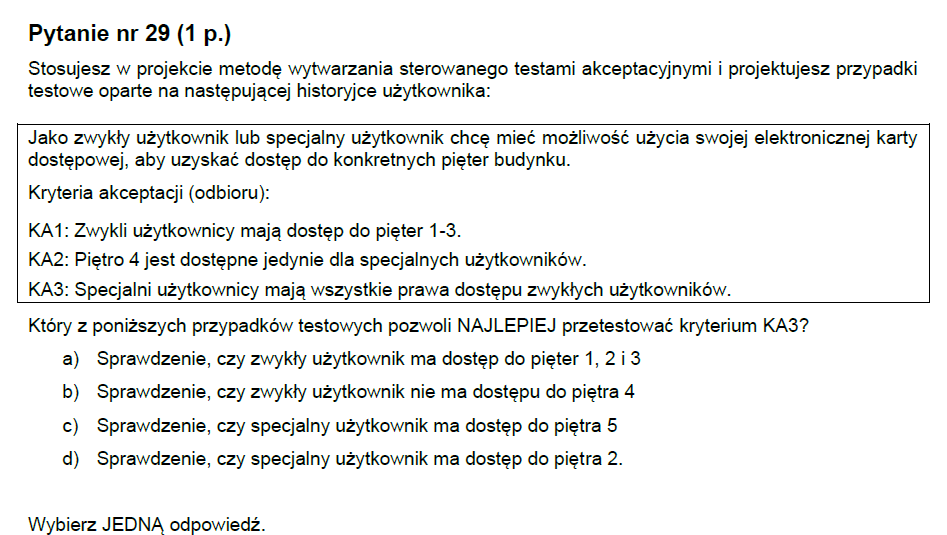 Pytanie nr 29 (1 p.)
Stosujesz w projekcie metodę wytwarzania sterowanego testami akceptacyjnymi i projektujesz przypadki
testowe oparte na następującej historyjce użytkownika:
Jako zwykły użytkownik lub specjalny użytkownik chcę mieć możliwość użycia swojej elektronicznej karty
dostępowej, aby uzyskać dostęp do konkretnych pięter budynku.
Kryteria akceptacji (odbioru):
KA1: Zwykli użytkownicy mają dostęp do pięter 1-3.
KA2: Piętro 4 jest dostępne jedynie dla specjalnych użytkowników.
KA3: Specjalni użytkownicy mają wszystkie prawa dostępu zwykłych użytkowników.
Który z poniższych przypadków testowych pozwoli NAJLEPIEJ przetestować kryterium KA3?
a) Sprawdzenie, czy zwykły użytkownik ma dostęp do pięter 1, 2 i 3
b) Sprawdzenie, czy zwykły użytkownik nie ma dostępu do piętra 4
c) Sprawdzenie, czy specjalny użytkownik ma dostęp do piętra 5
d) Sprawdzenie, czy specjalny użytkownik ma dostęp do piętra 2.
Wybierz JEDNĄ odpowiedź.